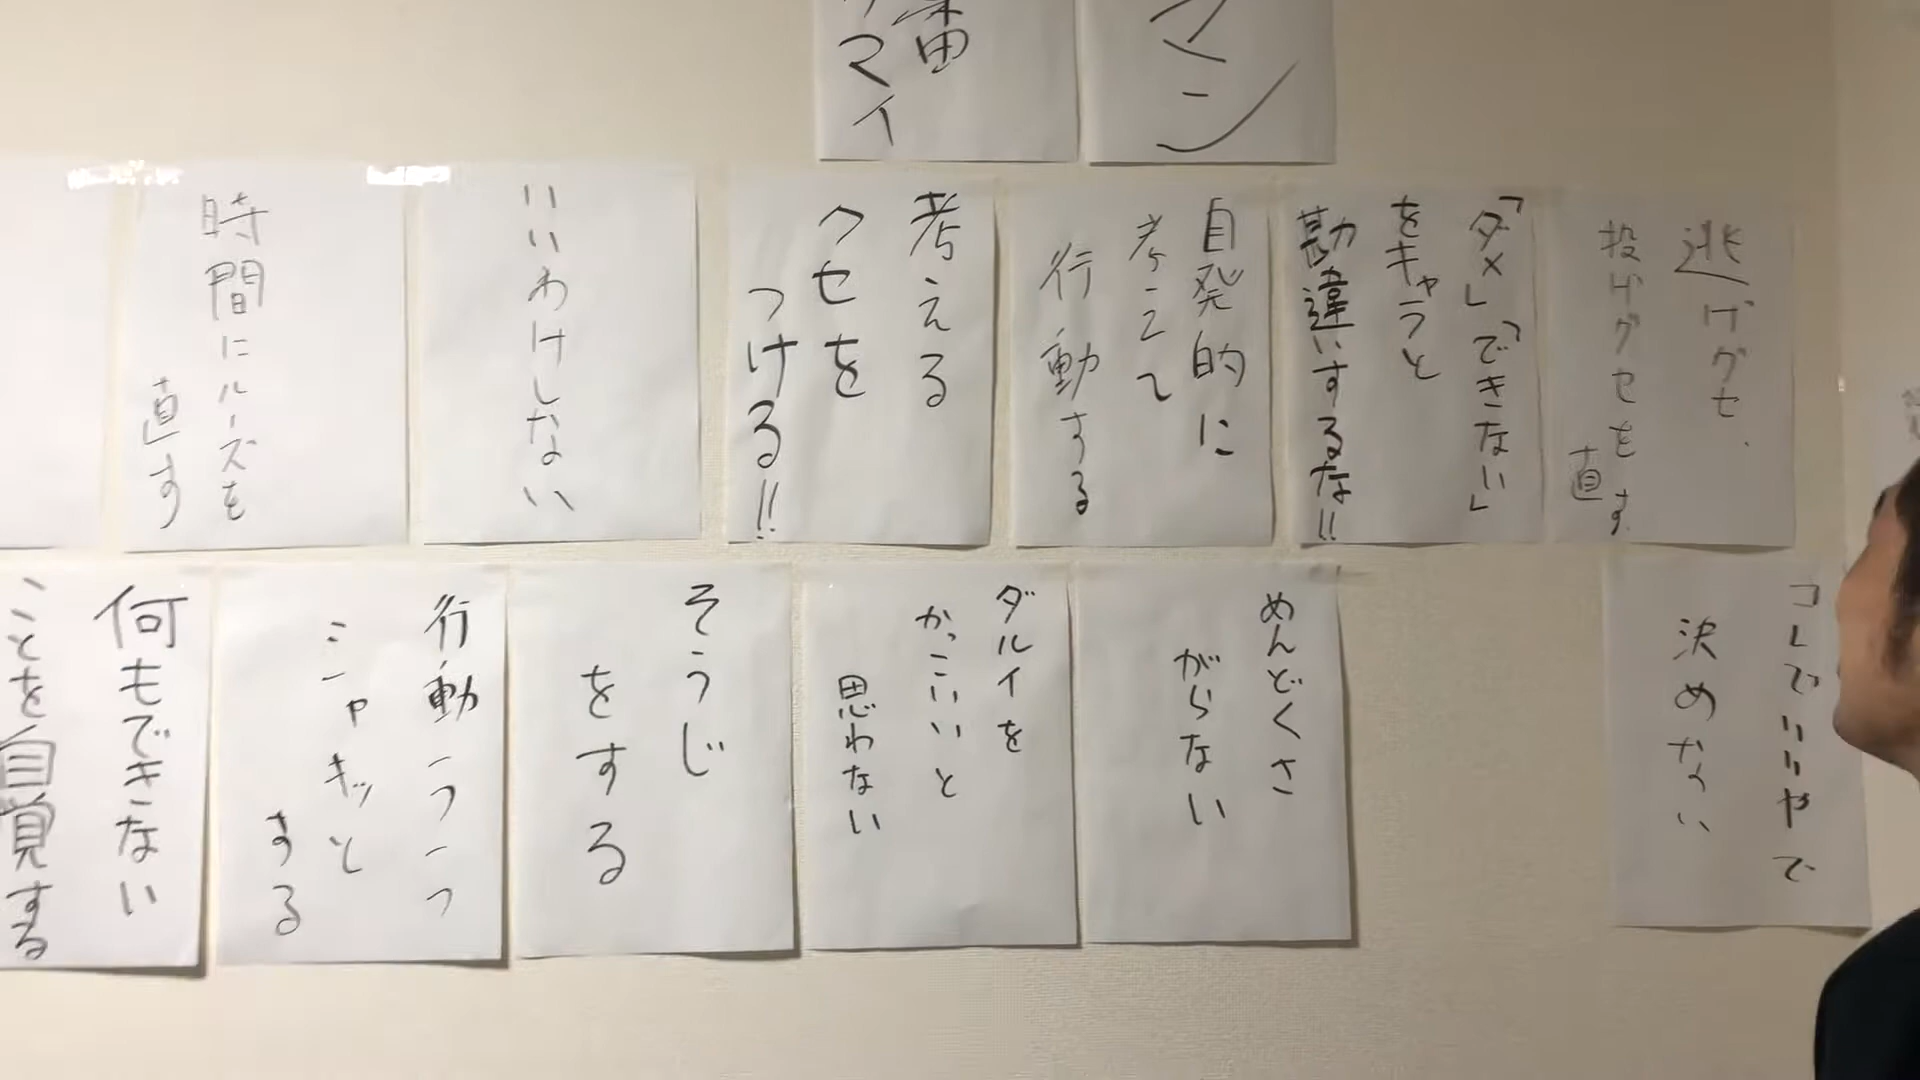 マン
番
マイ
逃げグセ、
投げグセを
直す
「ダメ」「できない」
をキャラと
勘違いするな!!
自発的に
考えて
行動する
考える
クセを
つける!!
いいわけしない
時間にルーズを
直す
コレでいいやで
決めない
めんどくさ
がらない
ダルイを
かっこいいと
思わない
そうじ
をする
行動一つ一つ
シャキッと
する
何もできない
ことを自覚する